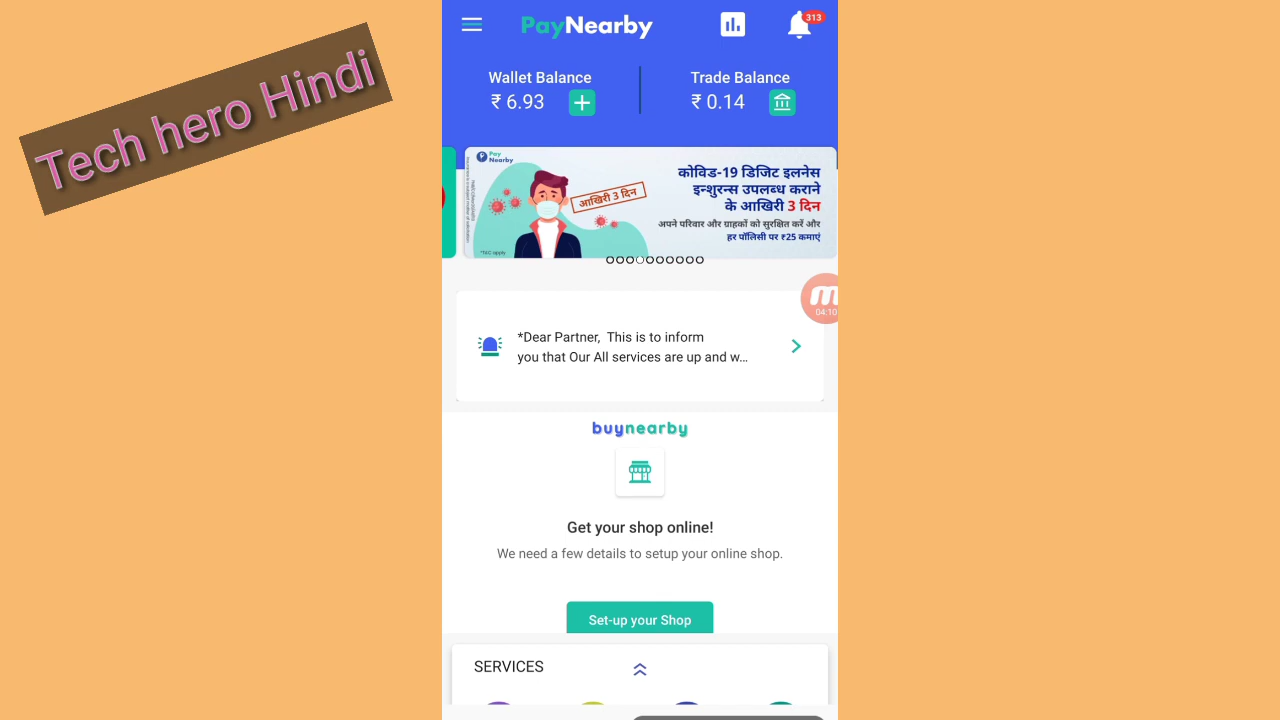 Tech hero Hindi
PayNearby
313
Wallet Balance
₹ 6.93
Trade Balance
₹ 0.14
Pay
Nearby
आखिरी 3 दिन
कोविड-19 डिजिट इलनेस
इन्शुरन्स उपलब्ध कराने
के आखिरी 3 दिन
अपने परिवार और ग्राहकों को सुरक्षित करें और
हर पॉलिसी पर ₹25 कमाएं
*T&C apply
04:10
*Dear Partner,  This is to inform
you that Our All services are up and w…
buynearby
Get your shop online!
We need a few details to setup your online shop.
Set-up your Shop
SERVICES